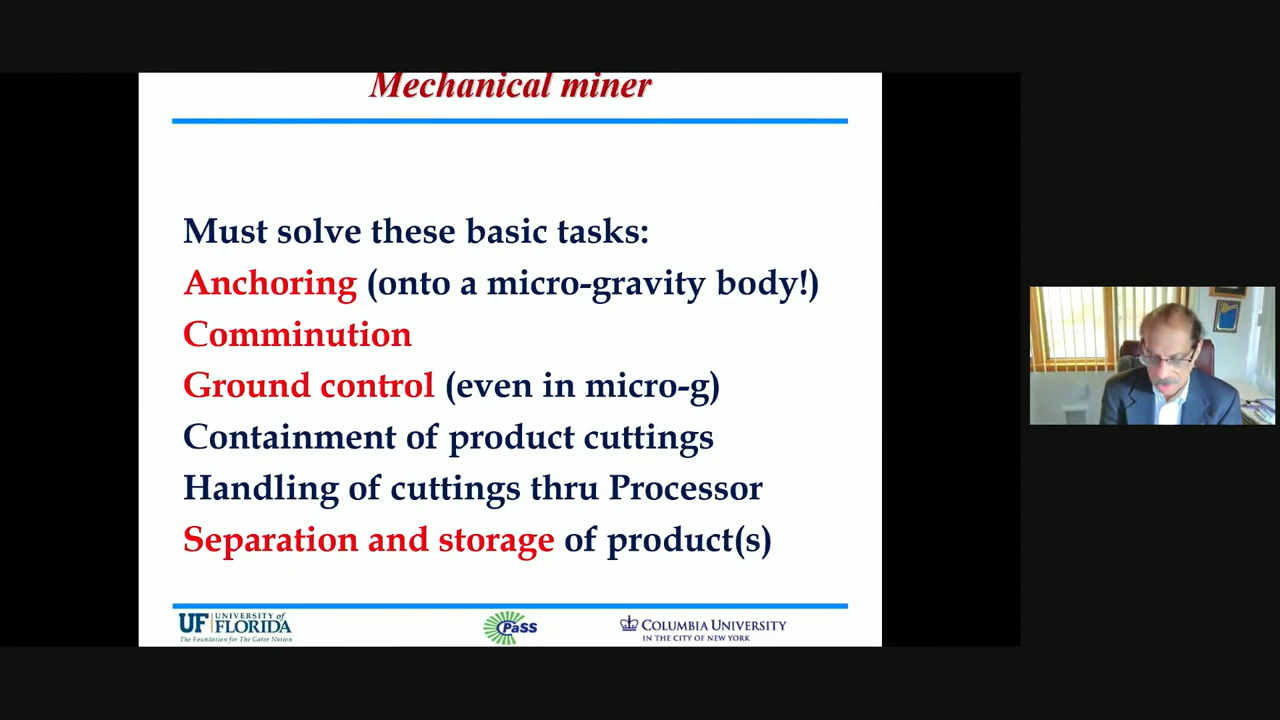 Mechanical miner
Must solve these basic tasks:
Anchoring (onto a micro-gravity body!)
Comminution
Ground control (even in micro-g)
Containment of product cuttings
Handling of cuttings thru Processor
Separation and storage of product(s)
UF UNIVERSITY of
FLORIDA
The Foundation for The Gator Nation
CPaSS
COLUMBIA UNIVERSITY
IN THE CITY OF NEW YORK